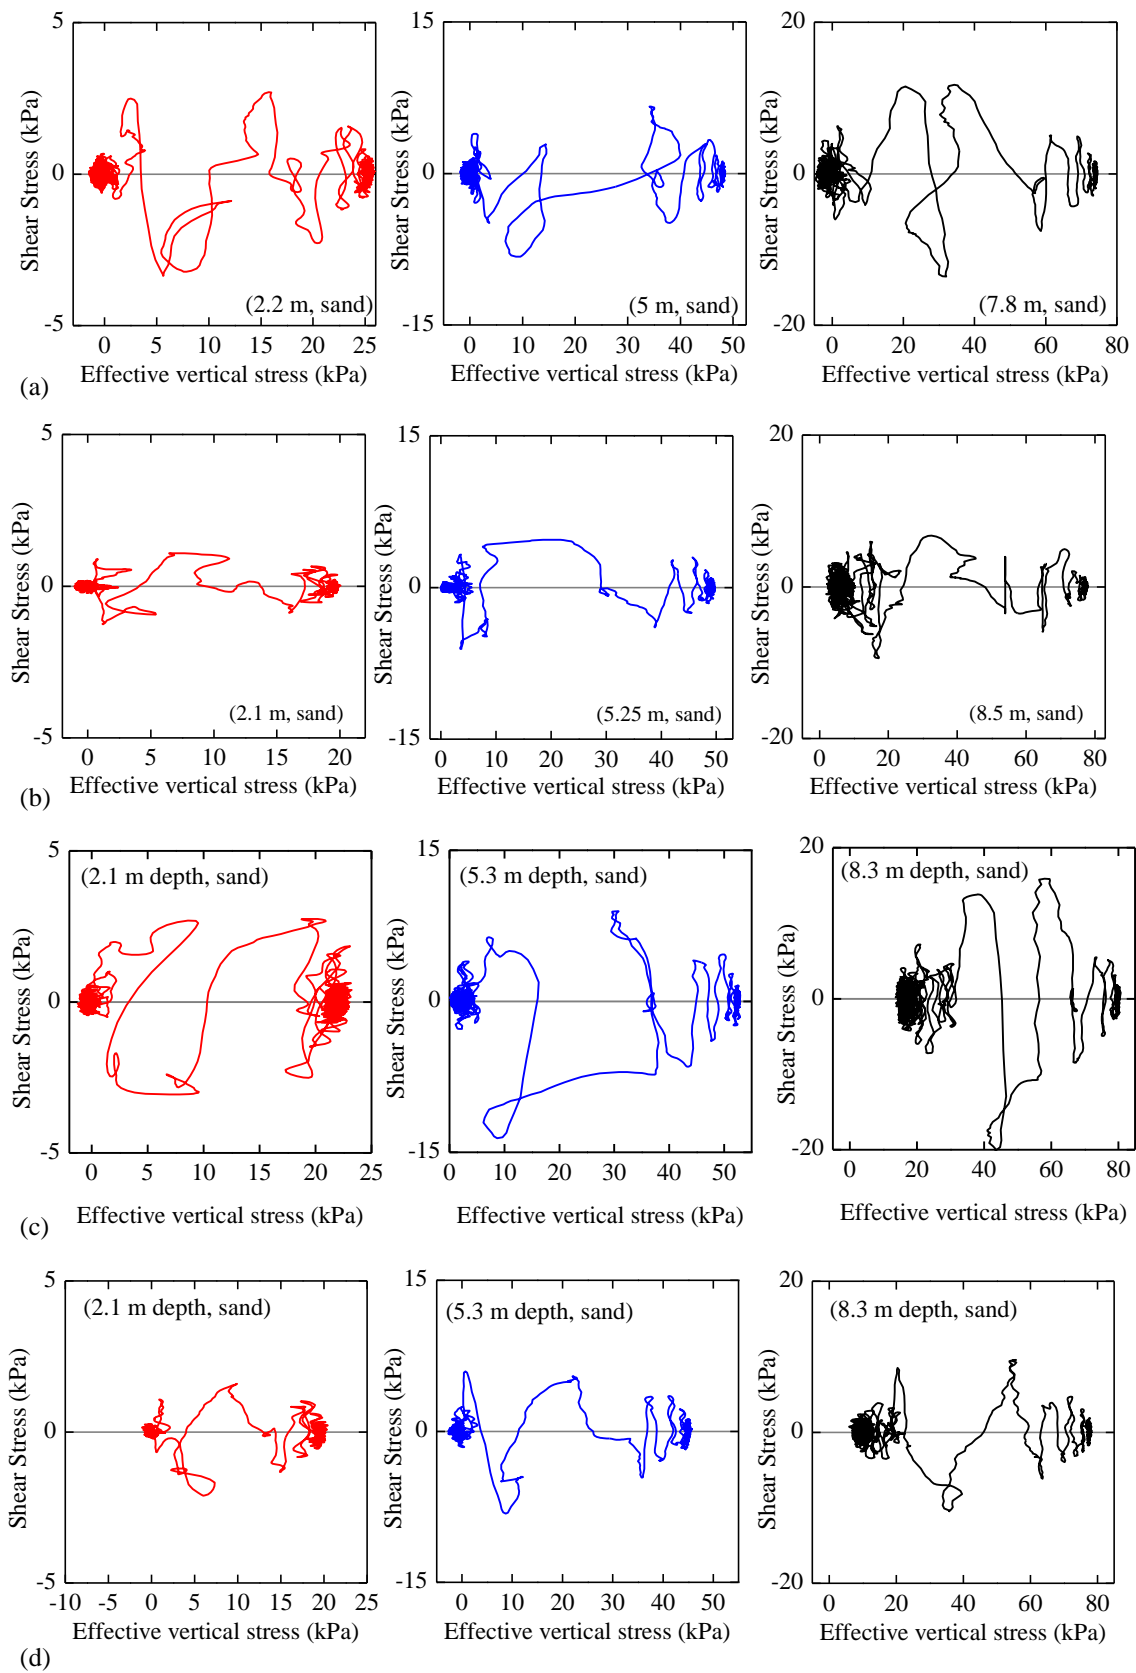 5
0
-5
Shear Stress (kPa)
(2.2 m, sand)
0 5 10 15 20 25
Effective vertical stress (kPa)
15
0
-15
Shear Stress (kPa)
(5 m, sand)
0 10 20 30 40 50
Effective vertical stress (kPa)
20
0
-20
Shear Stress (kPa)
(7.8 m, sand)
0 20 40 60 80
Effective vertical stress (kPa)
(a)
5
0
-5
Shear Stress (kPa)
(2.1 m, sand)
0 5 10 15 20
Effective vertical stress (kPa)
15
0
-15
Shear Stress (kPa)
(5.25 m, sand)
0 10 20 30 40 50
Effective vertical stress (kPa)
20
0
-20
Shear Stress (kPa)
(8.5 m, sand)
0 20 40 60 80
Effective vertical stress (kPa)
(b)
5
0
-5
Shear Stress (kPa)
(2.1 m depth, sand)
0 5 10 15 20 25
Effective vertical stress (kPa)
15
0
-15
Shear Stress (kPa)
(5.3 m depth, sand)
0 10 20 30 40 50
Effective vertical stress (kPa)
20
0
-20
Shear Stress (kPa)
(8.3 m depth, sand)
0 20 40 60 80
Effective vertical stress (kPa)
(c)
5
0
-5
Shear Stress (kPa)
(2.1 m depth, sand)
-10 -5 0 5 10 15 20 25
Effective vertical stress (kPa)
15
0
-15
Shear Stress (kPa)
(5.3 m depth, sand)
0 10 20 30 40 50
Effective vertical stress (kPa)
20
0
-20
Shear Stress (kPa)
(8.3 m depth, sand)
0 20 40 60 80
Effective vertical stress (kPa)
(d)